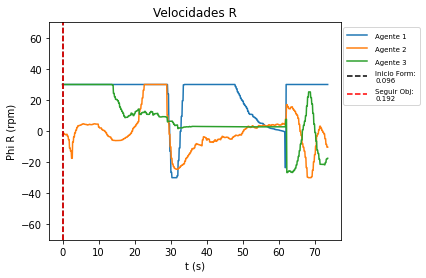 Velocidades R
Agente 1
Agente 2
Agente 3
Inicio Form:
0.096
Seguir Obj:
0.192
Phi R (rpm)
60
40
20
0
−20
−40
−60
0 10 20 30 40 50 60 70
t (s)